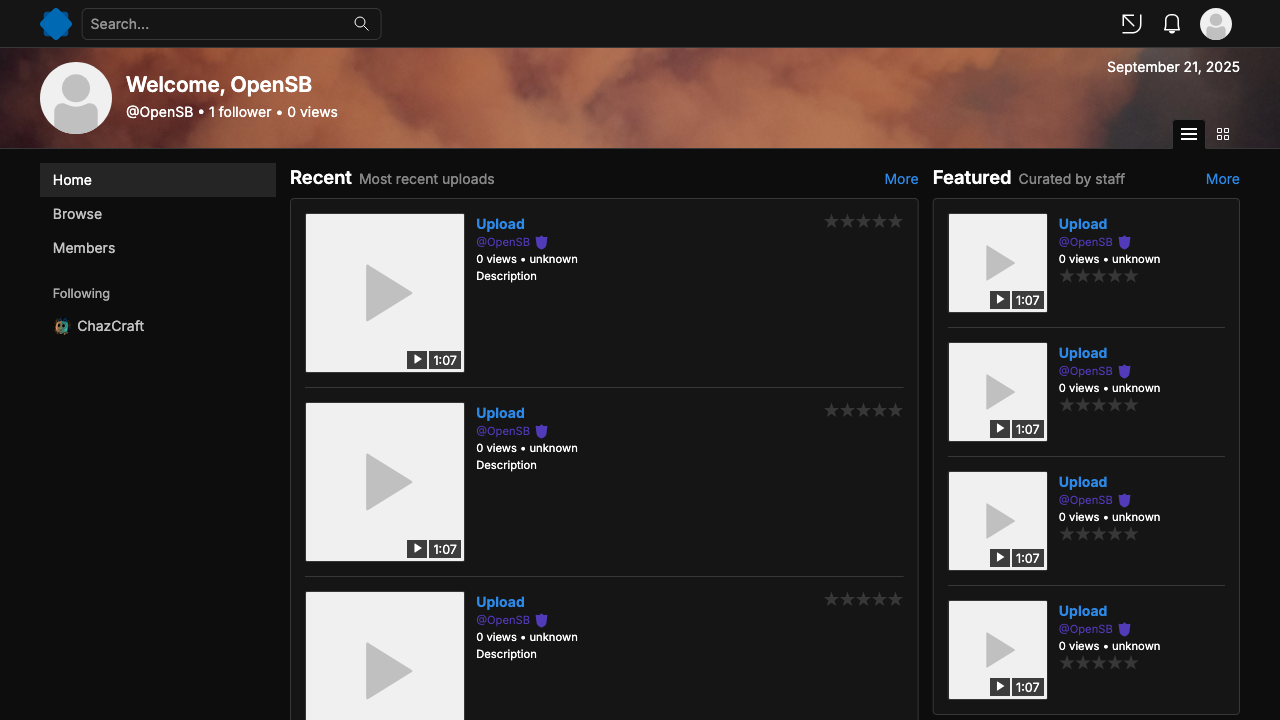 Search...
Welcome, OpenSB
@OpenSB • 1 follower • 0 views
September 21, 2025
Home
Browse
Members
Following
ChazCraft
Recent Most recent uploads More
Upload
@OpenSB
0 views • unknown
Description
1:07
Upload
@OpenSB
0 views • unknown
Description
1:07
Upload
@OpenSB
0 views • unknown
Description
Featured Curated by staff More
Upload
@OpenSB
0 views • unknown
1:07
Upload
@OpenSB
0 views • unknown
1:07
Upload
@OpenSB
0 views • unknown
1:07
Upload
@OpenSB
0 views • unknown
1:07